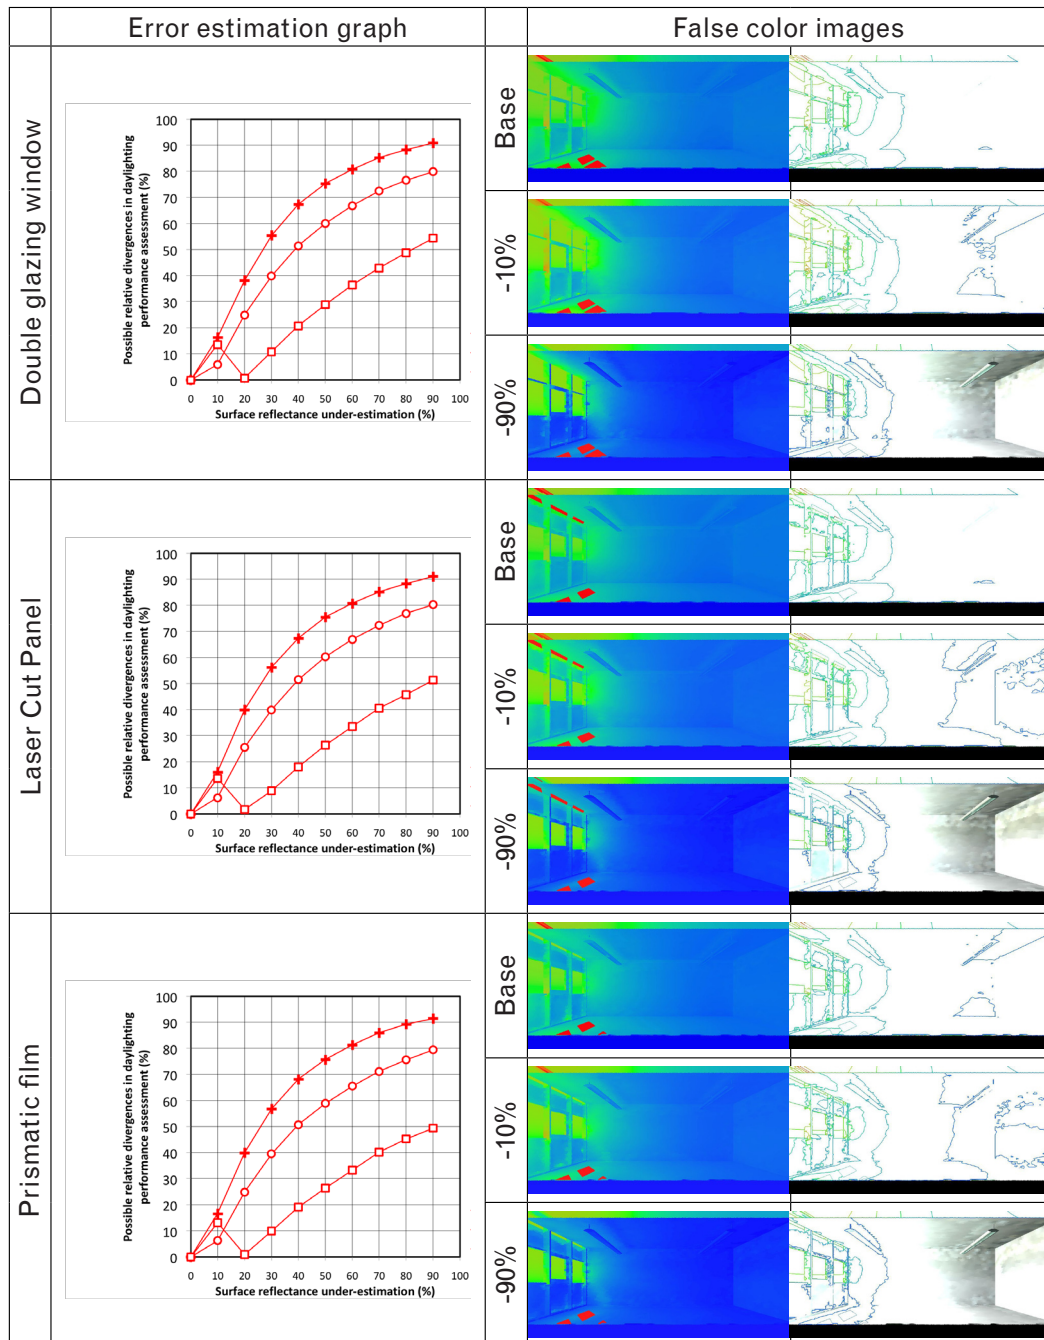 Error estimation graph
False color images
Double glazing window
Possible relative divergences in daylighting
performance assessment (%)
100
90
80
70
60
50
40
30
20
10
0
0 10 20 30 40 50 60 70 80 90 100
Surface reflectance under-estimation (%)
Base
-10%
-90%
Laser Cut Panel
Possible relative divergences in daylighting
performance assessment (%)
100
90
80
70
60
50
40
30
20
10
0
0 10 20 30 40 50 60 70 80 90 100
Surface reflectance under-estimation (%)
Base
-10%
-90%
Prismatic film
Possible relative divergences in daylighting
performance assessment (%)
100
90
80
70
60
50
40
30
20
10
0
0 10 20 30 40 50 60 70 80 90 100
Surface reflectance under-estimation (%)
Base
-10%
-90%